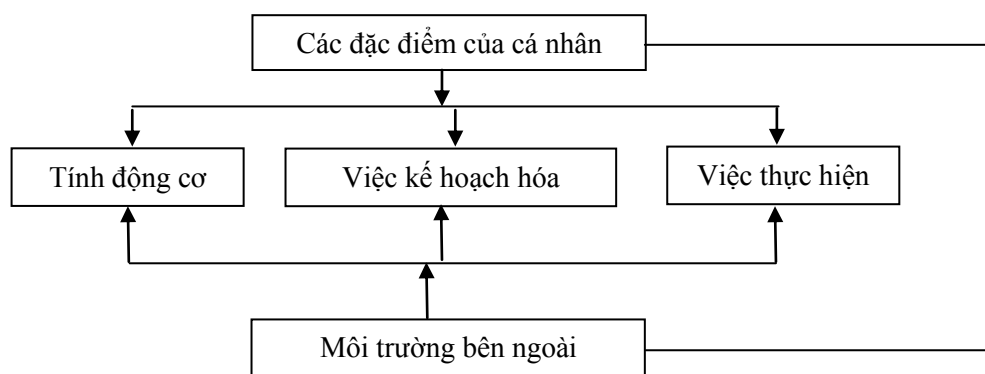 Các đặc điểm của cá nhân
Tính động cơ
Việc kế hoạch hóa
Việc thực hiện
Môi trường bên ngoài